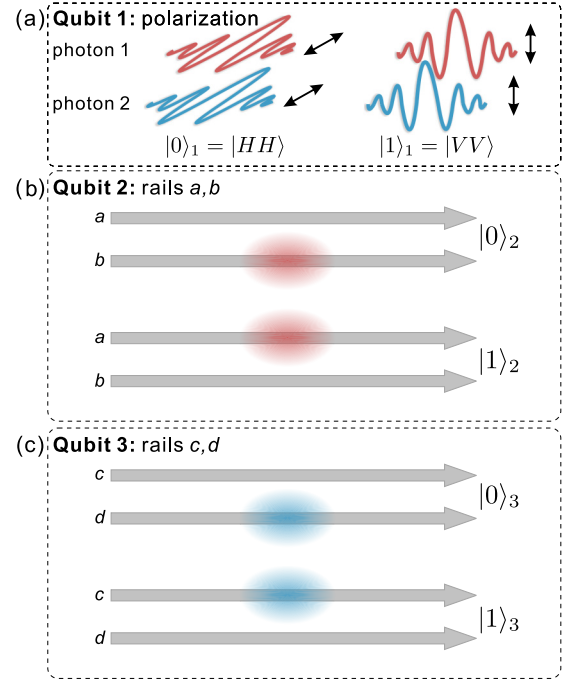 (a) Qubit 1: polarization
photon 1
photon 2
|0⟩₁ = |HH⟩ |1⟩₁ = |VV⟩
(b) Qubit 2: rails a,b
a
|0⟩₂
b
a
|1⟩₂
b
(c) Qubit 3: rails c,d
c
|0⟩₃
d
c
|1⟩₃
d